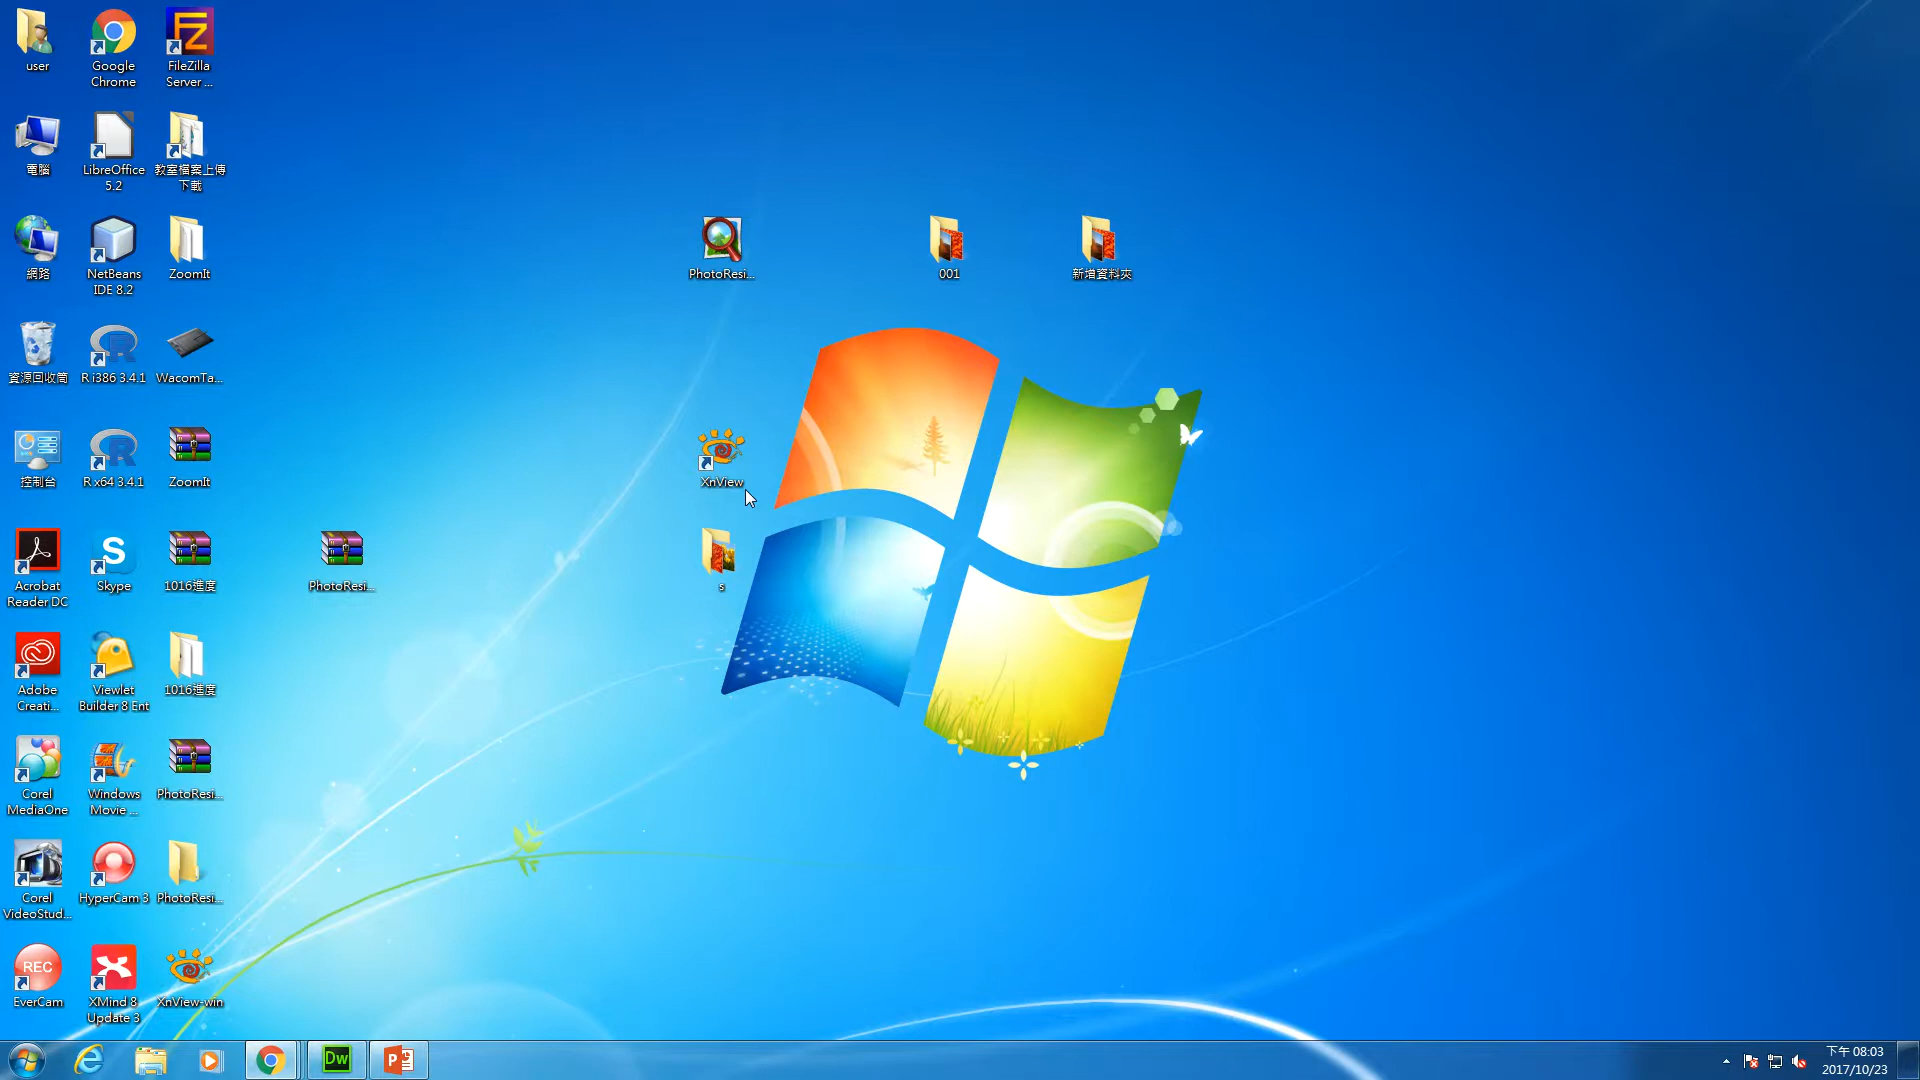 user
Google
Chrome
FileZilla
Server ...
電腦
LibreOffice
5.2
教室檔案上傳
下載
網路
NetBeans
IDE 8.2
ZoomIt
PhotoResi...
001
新增資料夾
資源回收筒
R i386 3.4.1
WacomTa...
控制台
R x64 3.4.1
ZoomIt
XnView
Acrobat
Reader DC
S
Skype
1016進度
PhotoResi...
s
Adobe
Creati...
Viewlet
Builder 8 Ent
1016進度
Corel
MediaOne
Windows
Movie ...
PhotoResi...
Corel
VideoStud...
HyperCam 3
PhotoResi...
REC
EverCam
XMind 8
Update 3
XnView-win
Dw
P
下午 08:03
2017/10/23